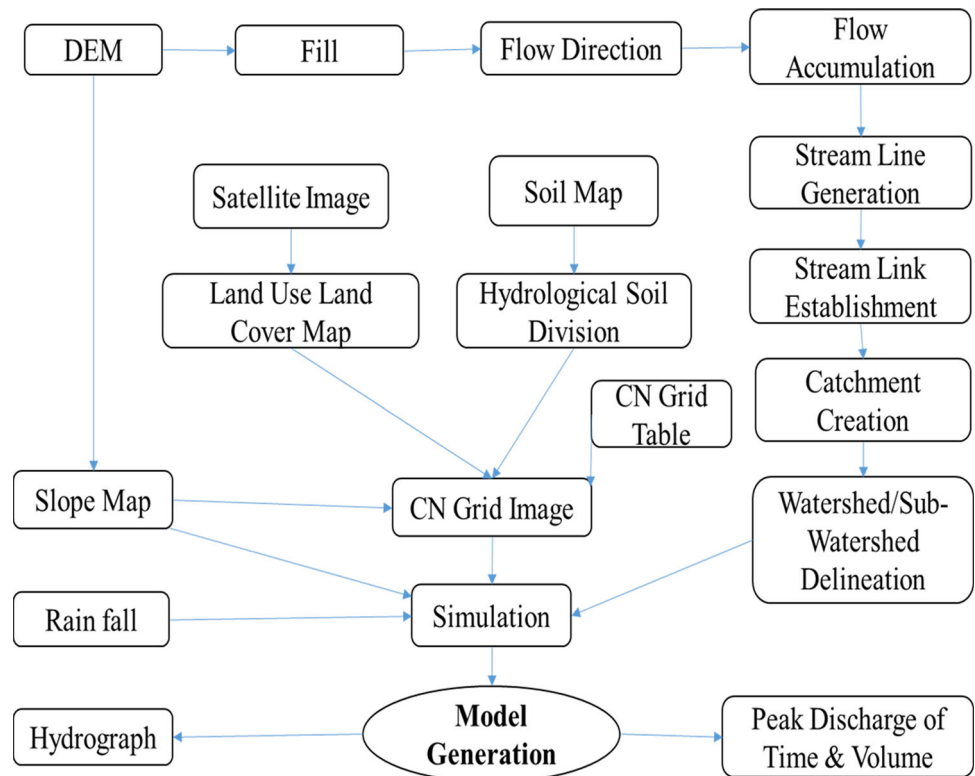 DEM
Fill
Flow Direction
Flow
Accumulation
Satellite Image
Soil Map
Stream Line
Generation
Land Use Land
Cover Map
Hydrological Soil
Division
Stream Link
Establishment
CN Grid
Table
Catchment
Creation
Slope Map
CN Grid Image
Watershed/Sub-
Watershed
Delineation
Rain fall
Simulation
Hydrograph
Model
Generation
Peak Discharge of
Time & Volume